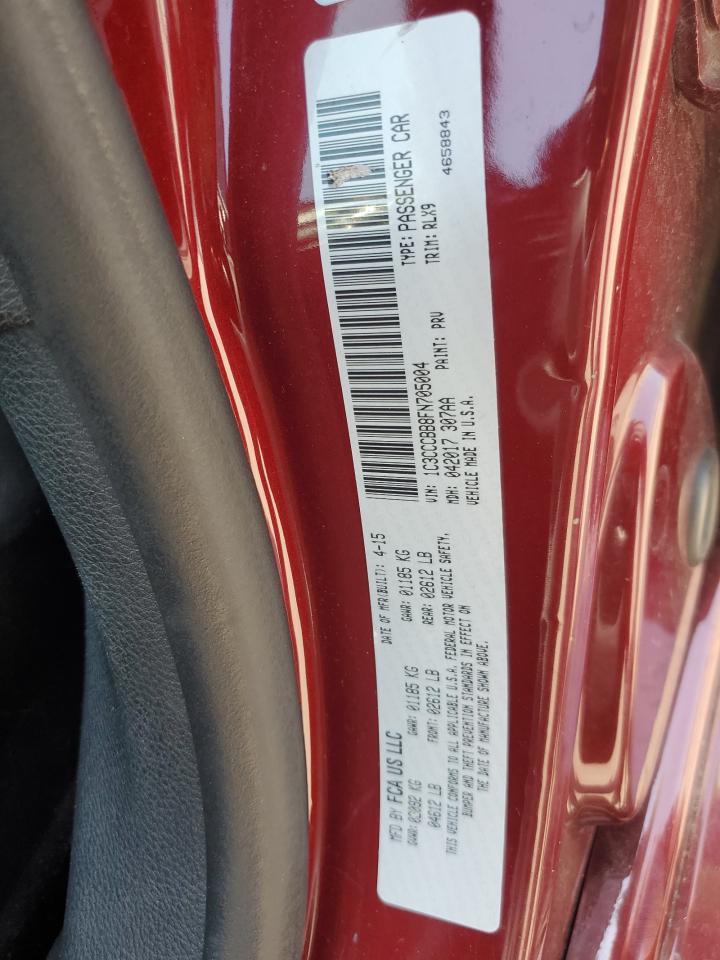 MFD BY FCA US LLC
DATE OF MFR(BUILT): 4-15
GVWR: 02092 KG GAWR: 01185 KG GAWR: 01185 KG
04612 LB FRONT: 02612 LB REAR: 02612 LB
THIS VEHICLE CONFORMS TO ALL APPLICABLE U.S.A. FEDERAL MOTOR VEHICLE SAFETY,
BUMPER AND THEFT PREVENTION STANDARDS IN EFFECT ON
THE DATE OF MANUFACTURE SHOWN ABOVE.
VIN: 1C3CCCBB8FN705004 TYPE: PASSENGER CAR
MDH: 042017 307AA PAINT: PRV TRIM: RLX9
VEHICLE MADE IN U.S.A. 4658843